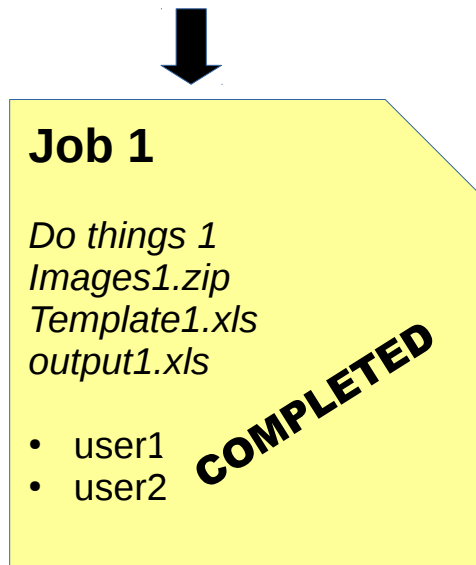 Job 1
Do things 1
Images1.zip
Template1.xls
output1.xls
• user1
• user2
COMPLETED